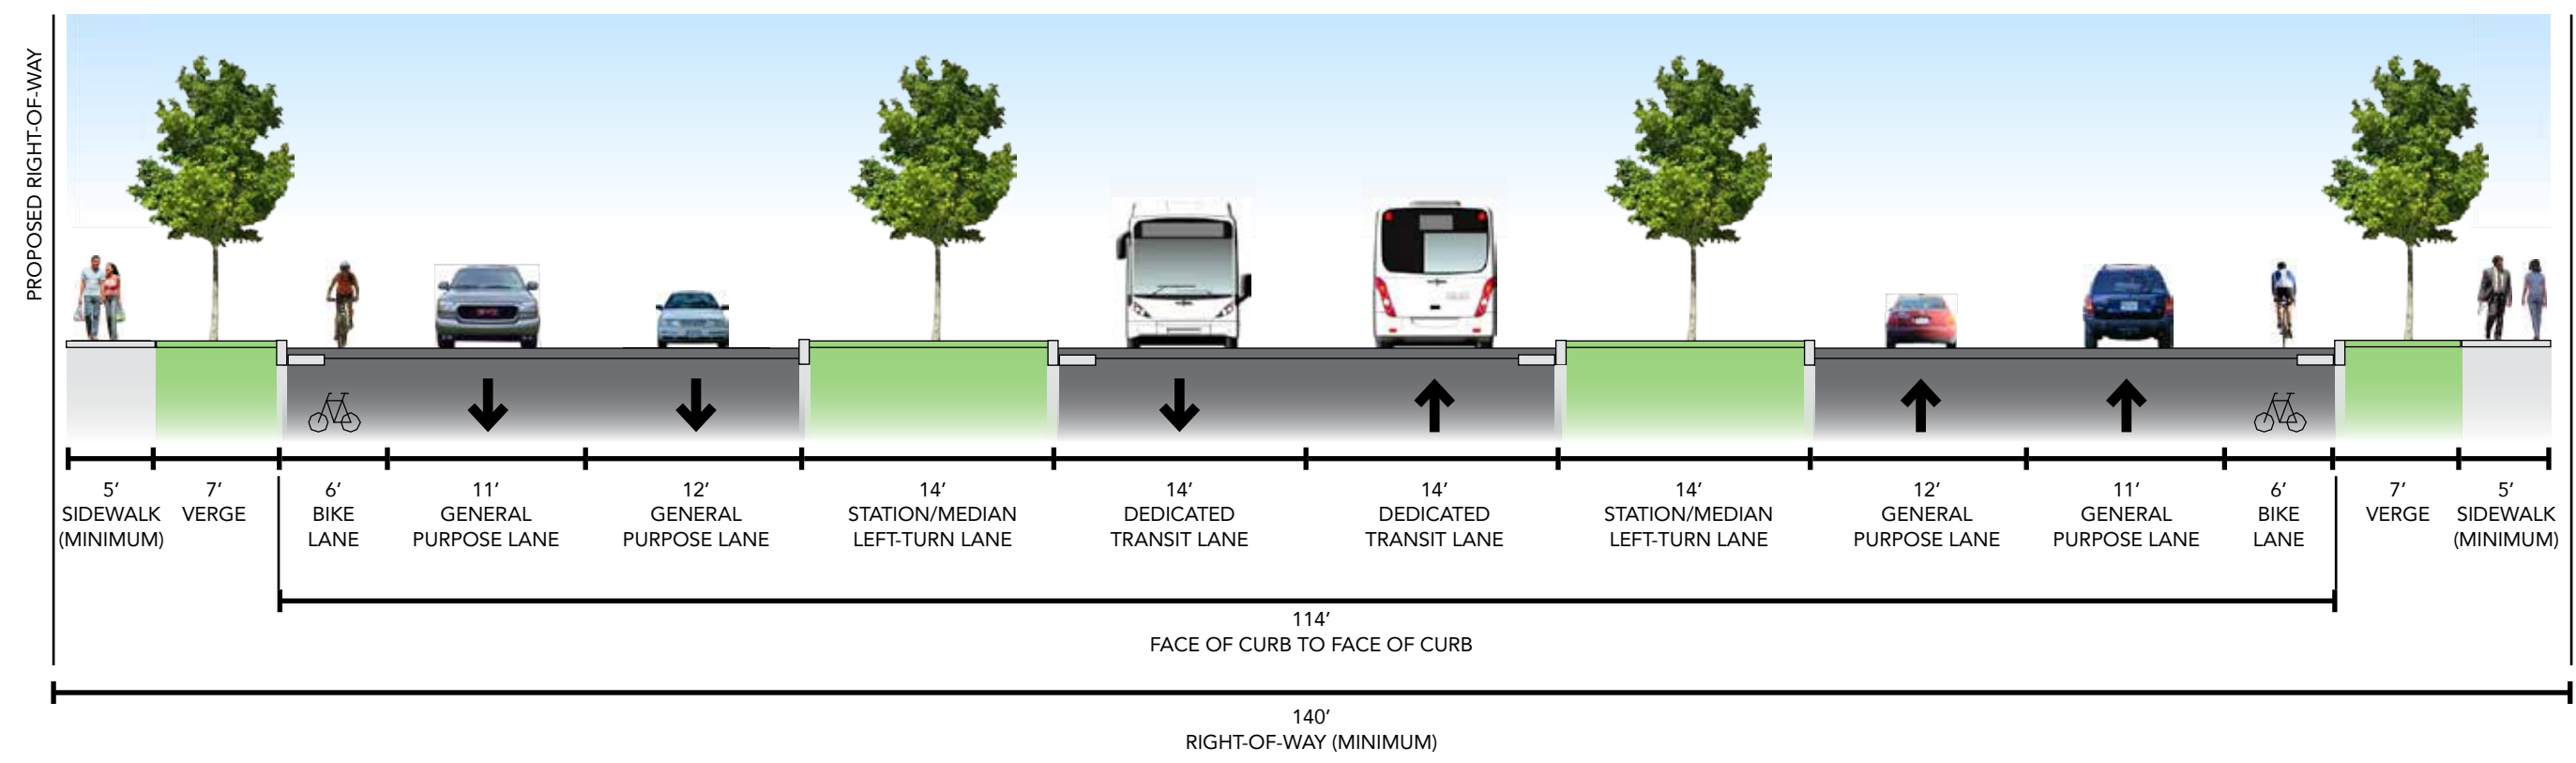 PROPOSED RIGHT-OF-WAY
5’
SIDEWALK
(MINIMUM)
7’
VERGE
6’
BIKE
LANE
11’
GENERAL
PURPOSE LANE
12’
GENERAL
PURPOSE LANE
14’
STATION/MEDIAN
LEFT-TURN LANE
14’
DEDICATED
TRANSIT LANE
14’
DEDICATED
TRANSIT LANE
14’
STATION/MEDIAN
LEFT-TURN LANE
12’
GENERAL
PURPOSE LANE
11’
GENERAL
PURPOSE LANE
6’
BIKE
LANE
7’
VERGE
5’
SIDEWALK
(MINIMUM)
114’
FACE OF CURB TO FACE OF CURB
140’
RIGHT-OF-WAY (MINIMUM)